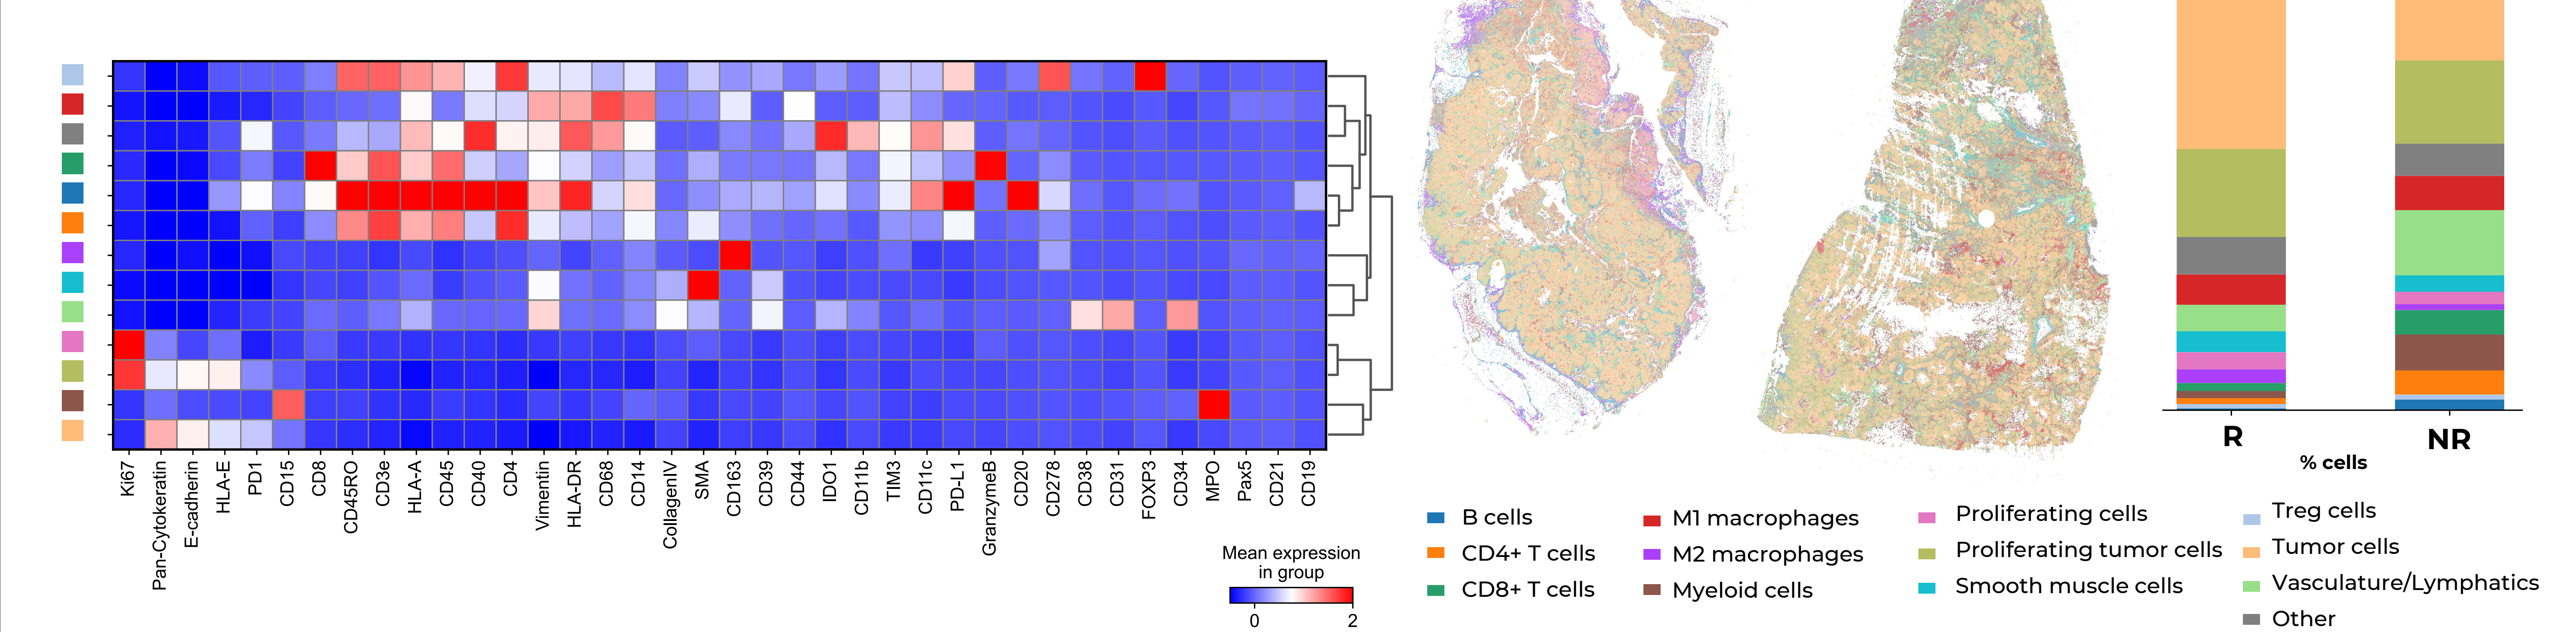 Ki67
Pan-Cytokeratin
E-cadherin
HLA-E
PD1
CD15
CD8
CD45RO
CD3e
HLA-A
CD45
CD40
CD4
Vimentin
HLA-DR
CD68
CD14
CollagenIV
SMA
CD163
CD39
CD44
IDO1
CD11b
TIM3
CD11c
PD-L1
GranzymeB
CD20
CD278
CD38
CD31
FOXP3
CD34
MPO
Pax5
CD21
CD19
Mean expression
in group
0 2
R NR
% cells
B cells
CD4+ T cells
CD8+ T cells
M1 macrophages
M2 macrophages
Myeloid cells
Proliferating cells
Proliferating tumor cells
Smooth muscle cells
Treg cells
Tumor cells
Vasculature/Lymphatics
Other